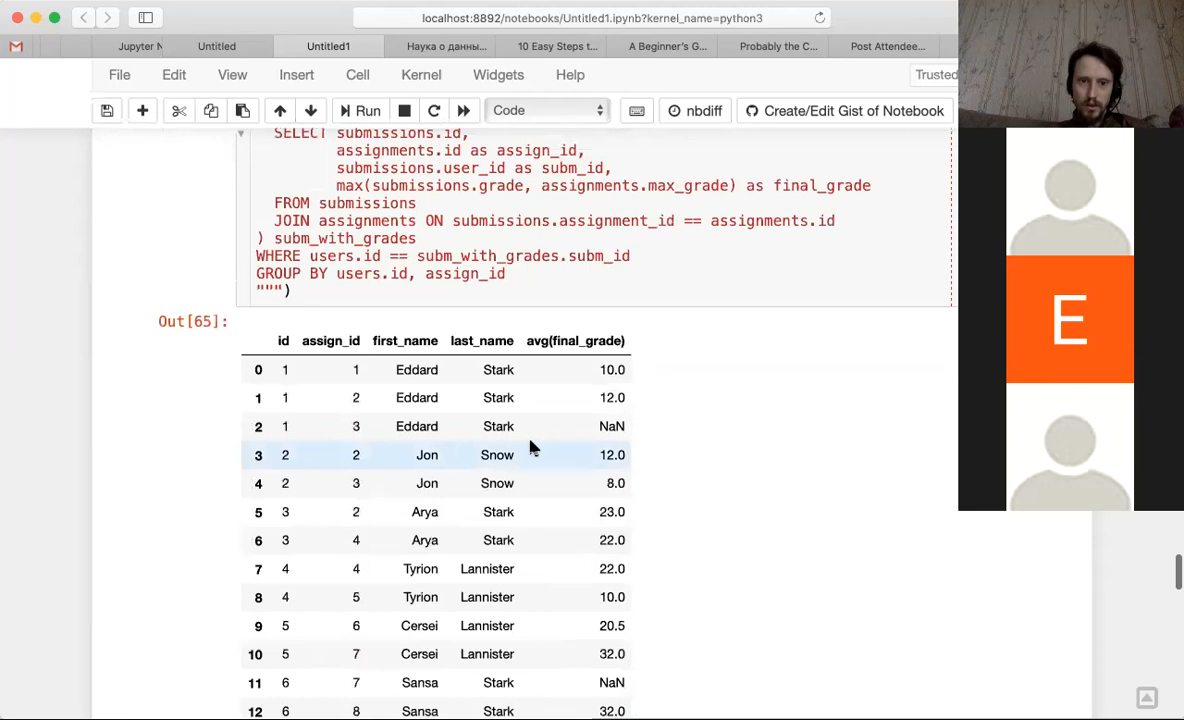 localhost:8892/notebooks/Untitled1.ipynb?kernel_name=python3
Jupyter N
Untitled
Untitled1
Наука о данны...
10 Easy Steps t...
A Beginner's G...
Probably the C...
Post Attendee...
File Edit View Insert Cell Kernel Widgets Help
Trusted
Run
Code
nbdiff
Create/Edit Gist of Notebook
SELECT submissions.id,
assignments.id as assign_id,
submissions.user_id as subm_id,
max(submissions.grade, assignments.max_grade) as final_grade
FROM submissions
JOIN assignments ON submissions.assignment_id == assignments.id
) subm_with_grades
WHERE users.id == subm_with_grades.subm_id
GROUP BY users.id, assign_id
""")
Out[65]:
id assign_id first_name last_name avg(final_grade)
0 1 1 Eddard Stark 10.0
1 1 2 Eddard Stark 12.0
2 1 3 Eddard Stark NaN
3 2 2 Jon Snow 12.0
4 2 3 Jon Snow 8.0
5 3 2 Arya Stark 23.0
6 3 4 Arya Stark 22.0
7 4 4 Tyrion Lannister 22.0
8 4 5 Tyrion Lannister 10.0
9 5 6 Cersei Lannister 20.5
10 5 7 Cersei Lannister 32.0
11 6 7 Sansa Stark NaN
12 6 8 Sansa Stark 32.0
E